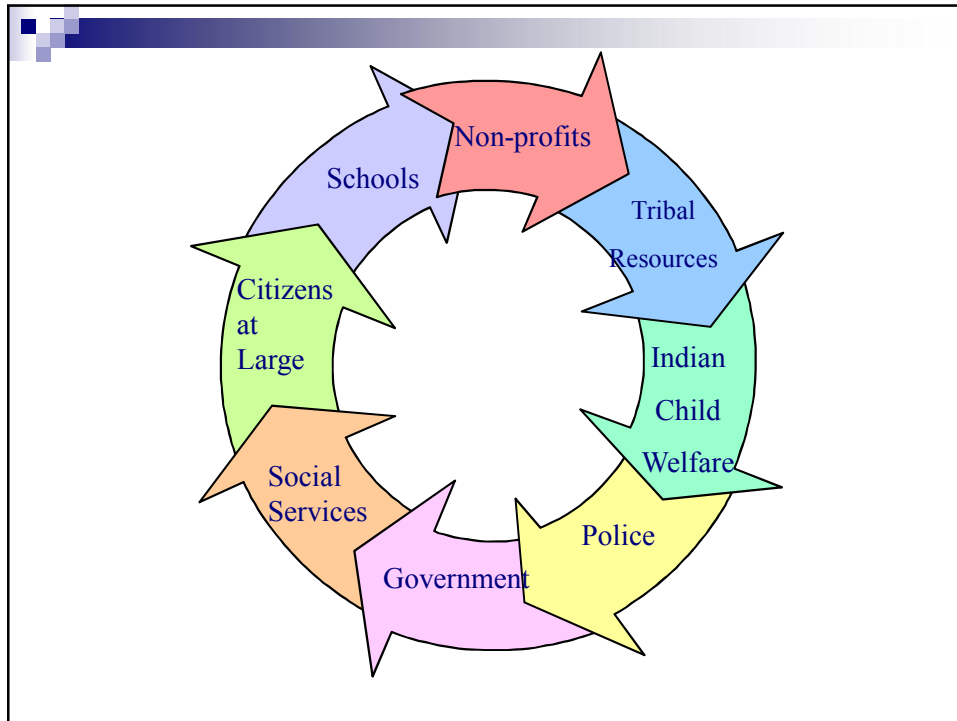 Non-profits
Schools
Tribal
Resources
Citizens
at
Large
Indian
Child
Welfare
Social
Services
Police
Government